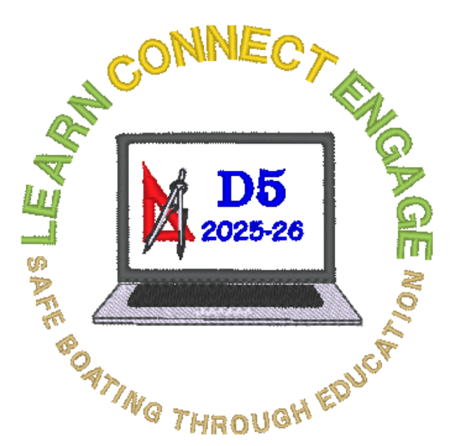 LEARN CONNECT ENGAGE
D5
2025-26
SAFE BOATING THROUGH EDUCATION